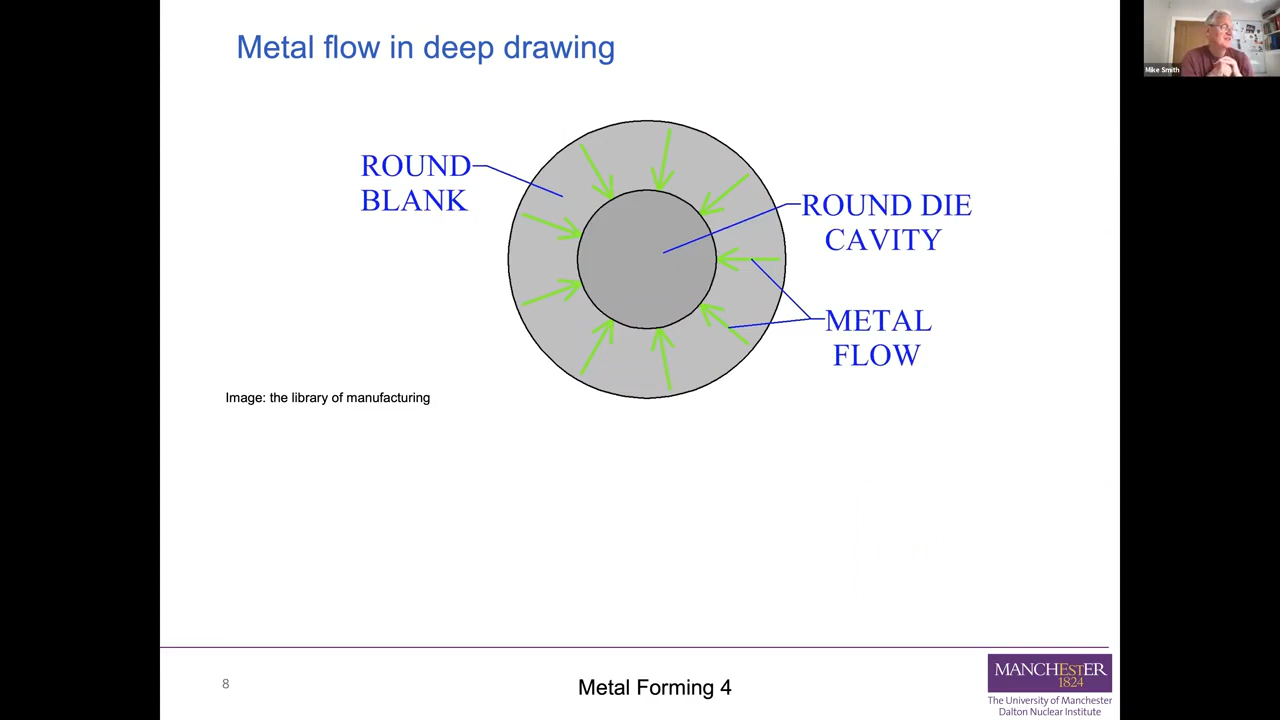 Metal flow in deep drawing
Mike Smith
ROUND
BLANK
ROUND DIE
CAVITY
METAL
FLOW
Image: the library of manufacturing
8
Metal Forming 4
MANCHESTER
1824
The University of Manchester
Dalton Nuclear Institute